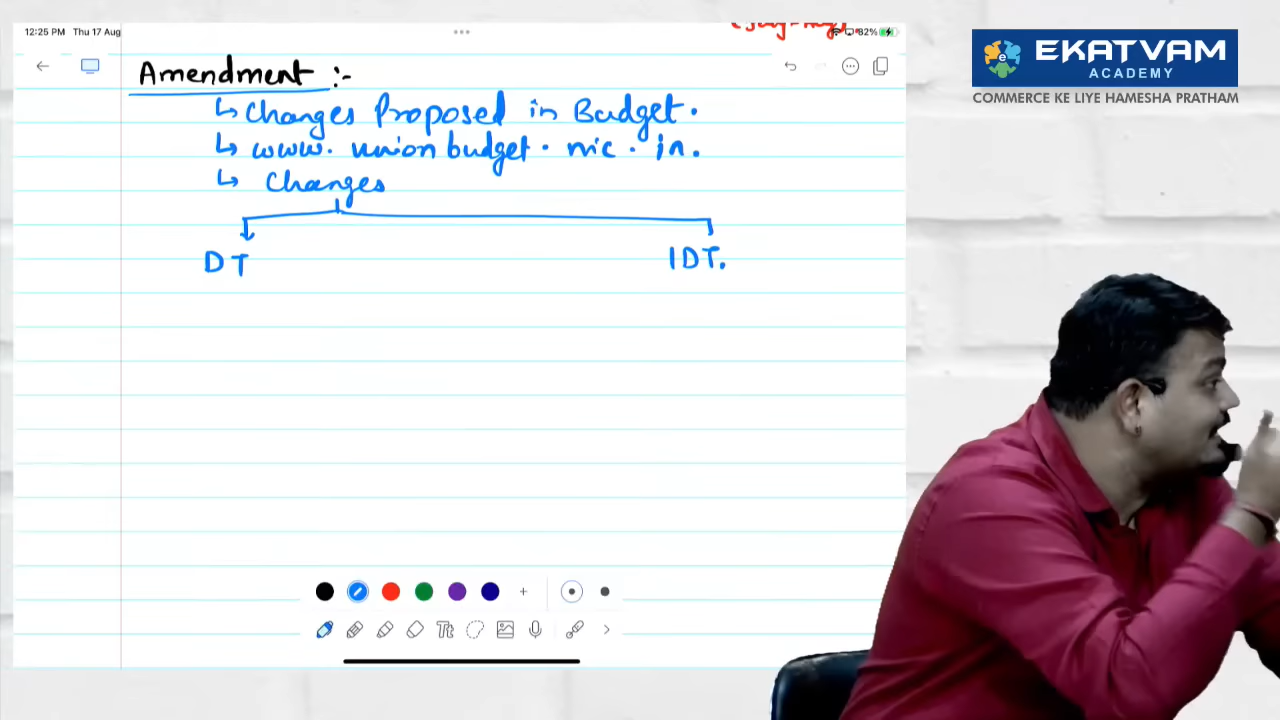 12:25 PM Thu 17 Aug
82%
Amendment :-
↳ Changes Proposed in Budget.
↳ www. union budget. nic. in.
↳ Changes
DT
IDT.
Tt
e EKATVAM
ACADEMY
COMMERCE KE LIYE HAMESHA PRATHAM